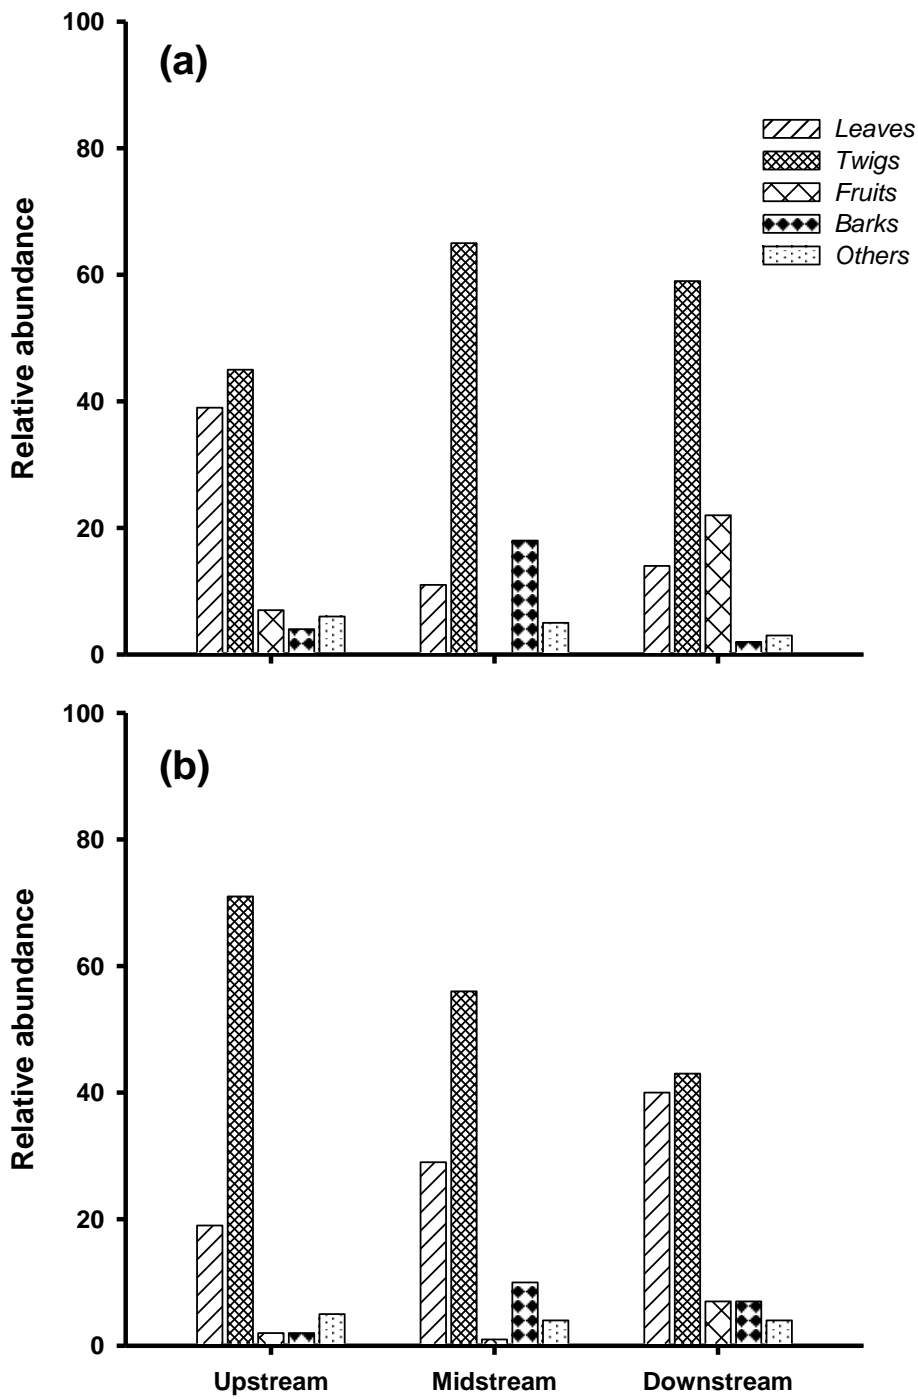 100
(a)
80
60
40
20
0
Relative abundance
Leaves
Twigs
Fruits
Barks
Others
100
(b)
80
60
40
20
0
Relative abundance
Upstream Midstream Downstream